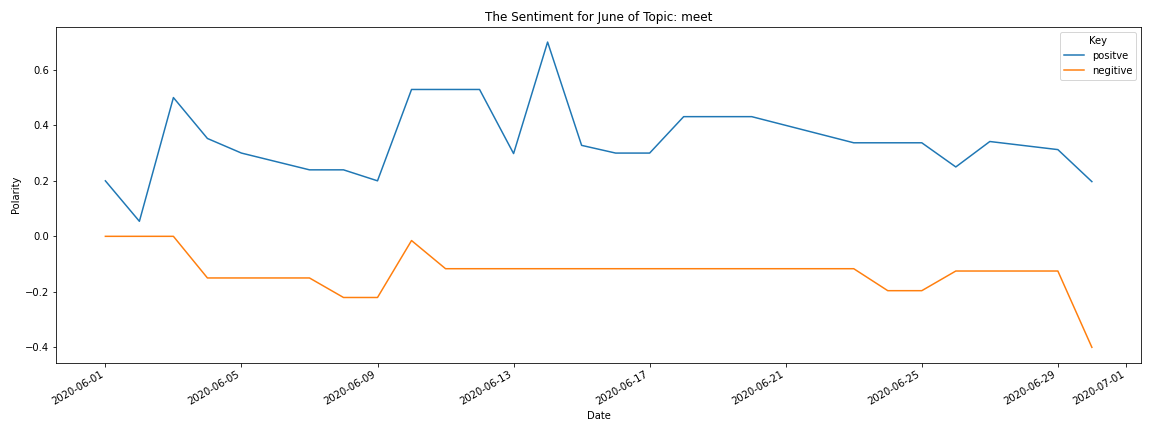 The Sentiment for June of Topic: meet
Key
positve
negitive
Polarity
0.6
0.4
0.2
0.0
−0.2
−0.4
2020-06-01
2020-06-05
2020-06-09
2020-06-13
2020-06-17
2020-06-21
2020-06-25
2020-06-29
2020-07-01
Date